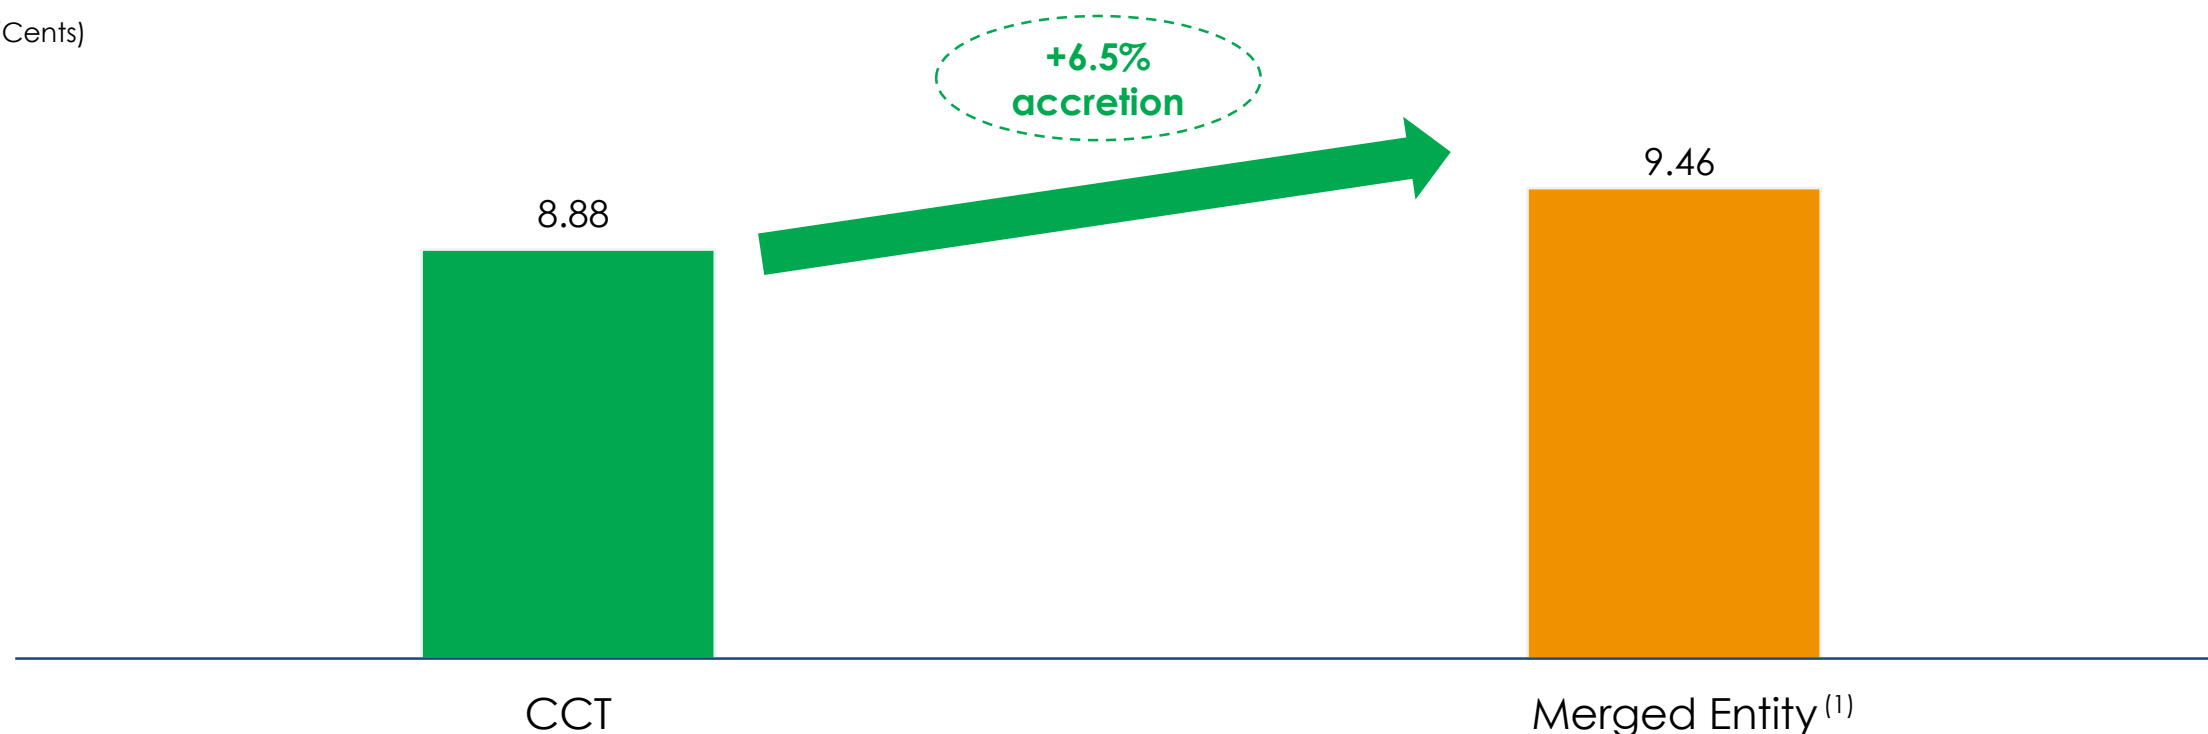 Cents)
+6.5%
accretion
9.46
8.88
CCT
Merged Entity (1)